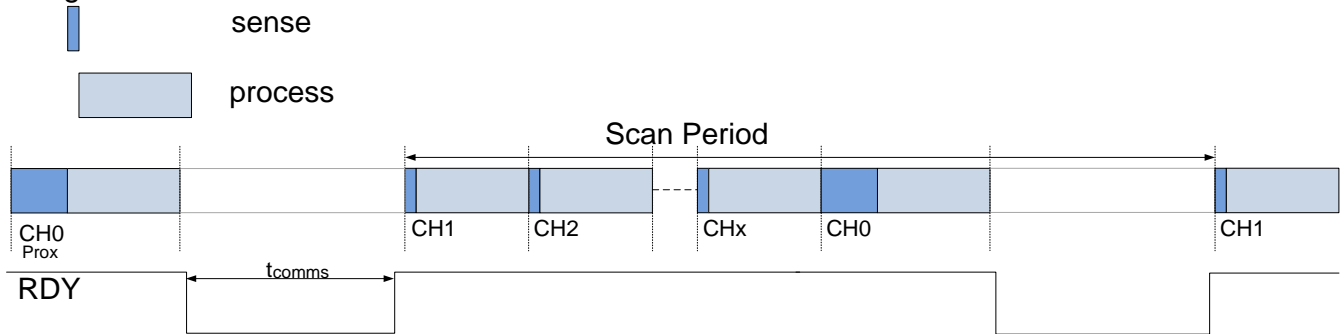 sense
process
Scan Period
CH0
Prox
CH1
CH2
CHx
CH0
CH1
tcomms
RDY